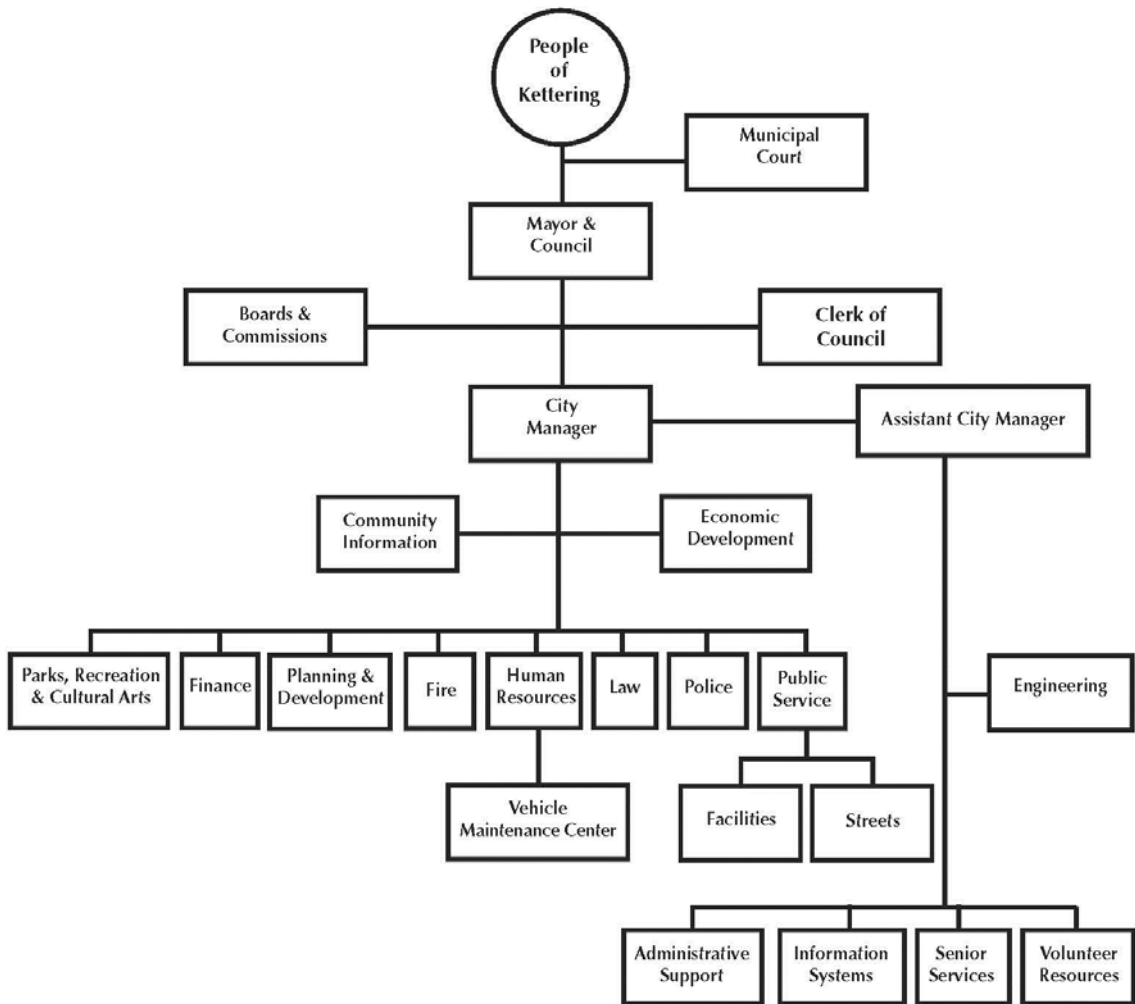 People
of
Kettering
Municipal
Court
Mayor &
Council
Boards &
Commissions
Clerk of
Council
City
Manager
Assistant City Manager
Community
Information
Economic
Development
Parks, Recreation
& Cultural Arts
Finance
Planning &
Development
Fire
Human
Resources
Law
Police
Public
Service
Engineering
Vehicle
Maintenance Center
Facilities
Streets
Administrative
Support
Information
Systems
Senior
Services
Volunteer
Resources